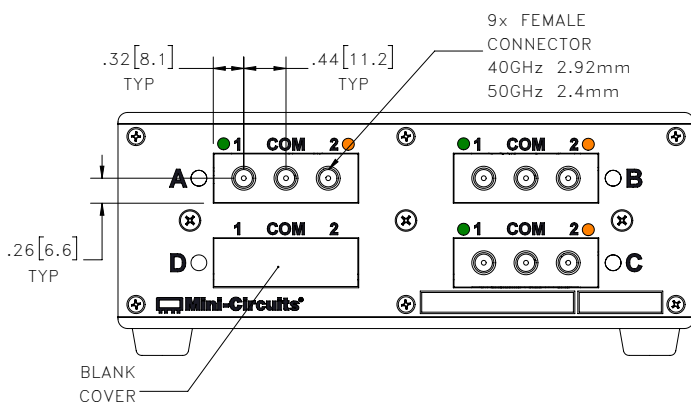 9x FEMALE
CONNECTOR
40GHz 2.92mm
50GHz 2.4mm
.32[8.1]
TYP
.44[11.2]
TYP
1 COM 2
1 COM 2
A
B
.26[6.6]
TYP
1 COM 2
1 COM 2
D
C
Mini-Circuits®
BLANK
COVER